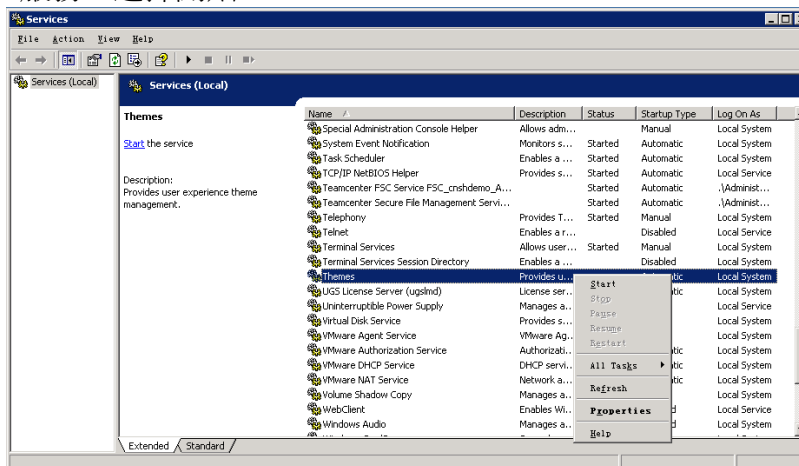 Services
File Action View Help
Services (Local)
Services (Local)
Themes
Start the service
Description:
Provides user experience theme
management.
Name Description Status Startup Type Log On As
Special Administration Console Helper Allows adm... Manual Local System
System Event Notification Monitors s... Started Automatic Local System
Task Scheduler Enables a ... Started Automatic Local System
TCP/IP NetBIOS Helper Provides s... Started Automatic Local Service
Teamcenter FSC Service FSC_cnshdemo_A... Started Automatic .\Administ...
Teamcenter Secure File Management Servi... Started Automatic .\Administ...
Telephony Provides T... Started Manual Local System
Telnet Enables a r... Disabled Local Service
Terminal Services Allows user... Started Manual Local System
Terminal Services Session Directory Enables a ... Disabled Local System
Themes Provides u... Local System
UGS License Server (ugslmd) License ser... tic Local System
Uninterruptible Power Supply Manages a... Local Service
Virtual Disk Service Provides s... Local System
VMware Agent Service VMware Ag... Local System
VMware Authorization Service Authorizati... tic Local System
VMware DHCP Service DHCP servi... tic Local System
VMware NAT Service Network a... tic Local System
Volume Shadow Copy Manages a... Local System
WebClient Enables Wi... d Local Service
Windows Audio Manages a... d Local System
Start
Stop
Pause
Resume
Restart
All Tasks
Refresh
Properties
Help
Extended Standard